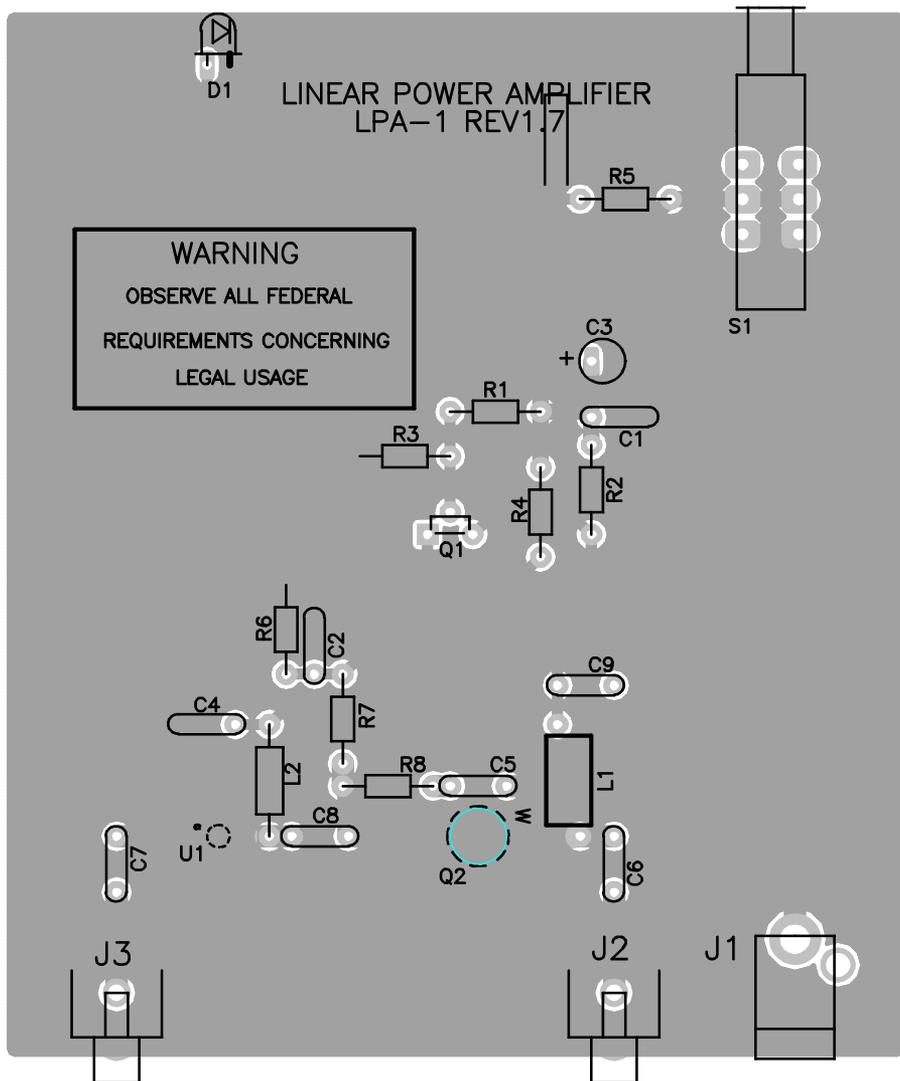 D1
LINEAR POWER AMPLIFIER
LPA-1 REV1.7
R5
WARNING
OBSERVE ALL FEDERAL
REQUIREMENTS CONCERNING
LEGAL USAGE
S1
C3
+
R1
C1
R3
R2
R4
Q1
R6
C2
C9
C4
R7
L2
R8
C5
L1
C8
W
U1
C7
Q2
C6
J3
J2
J1